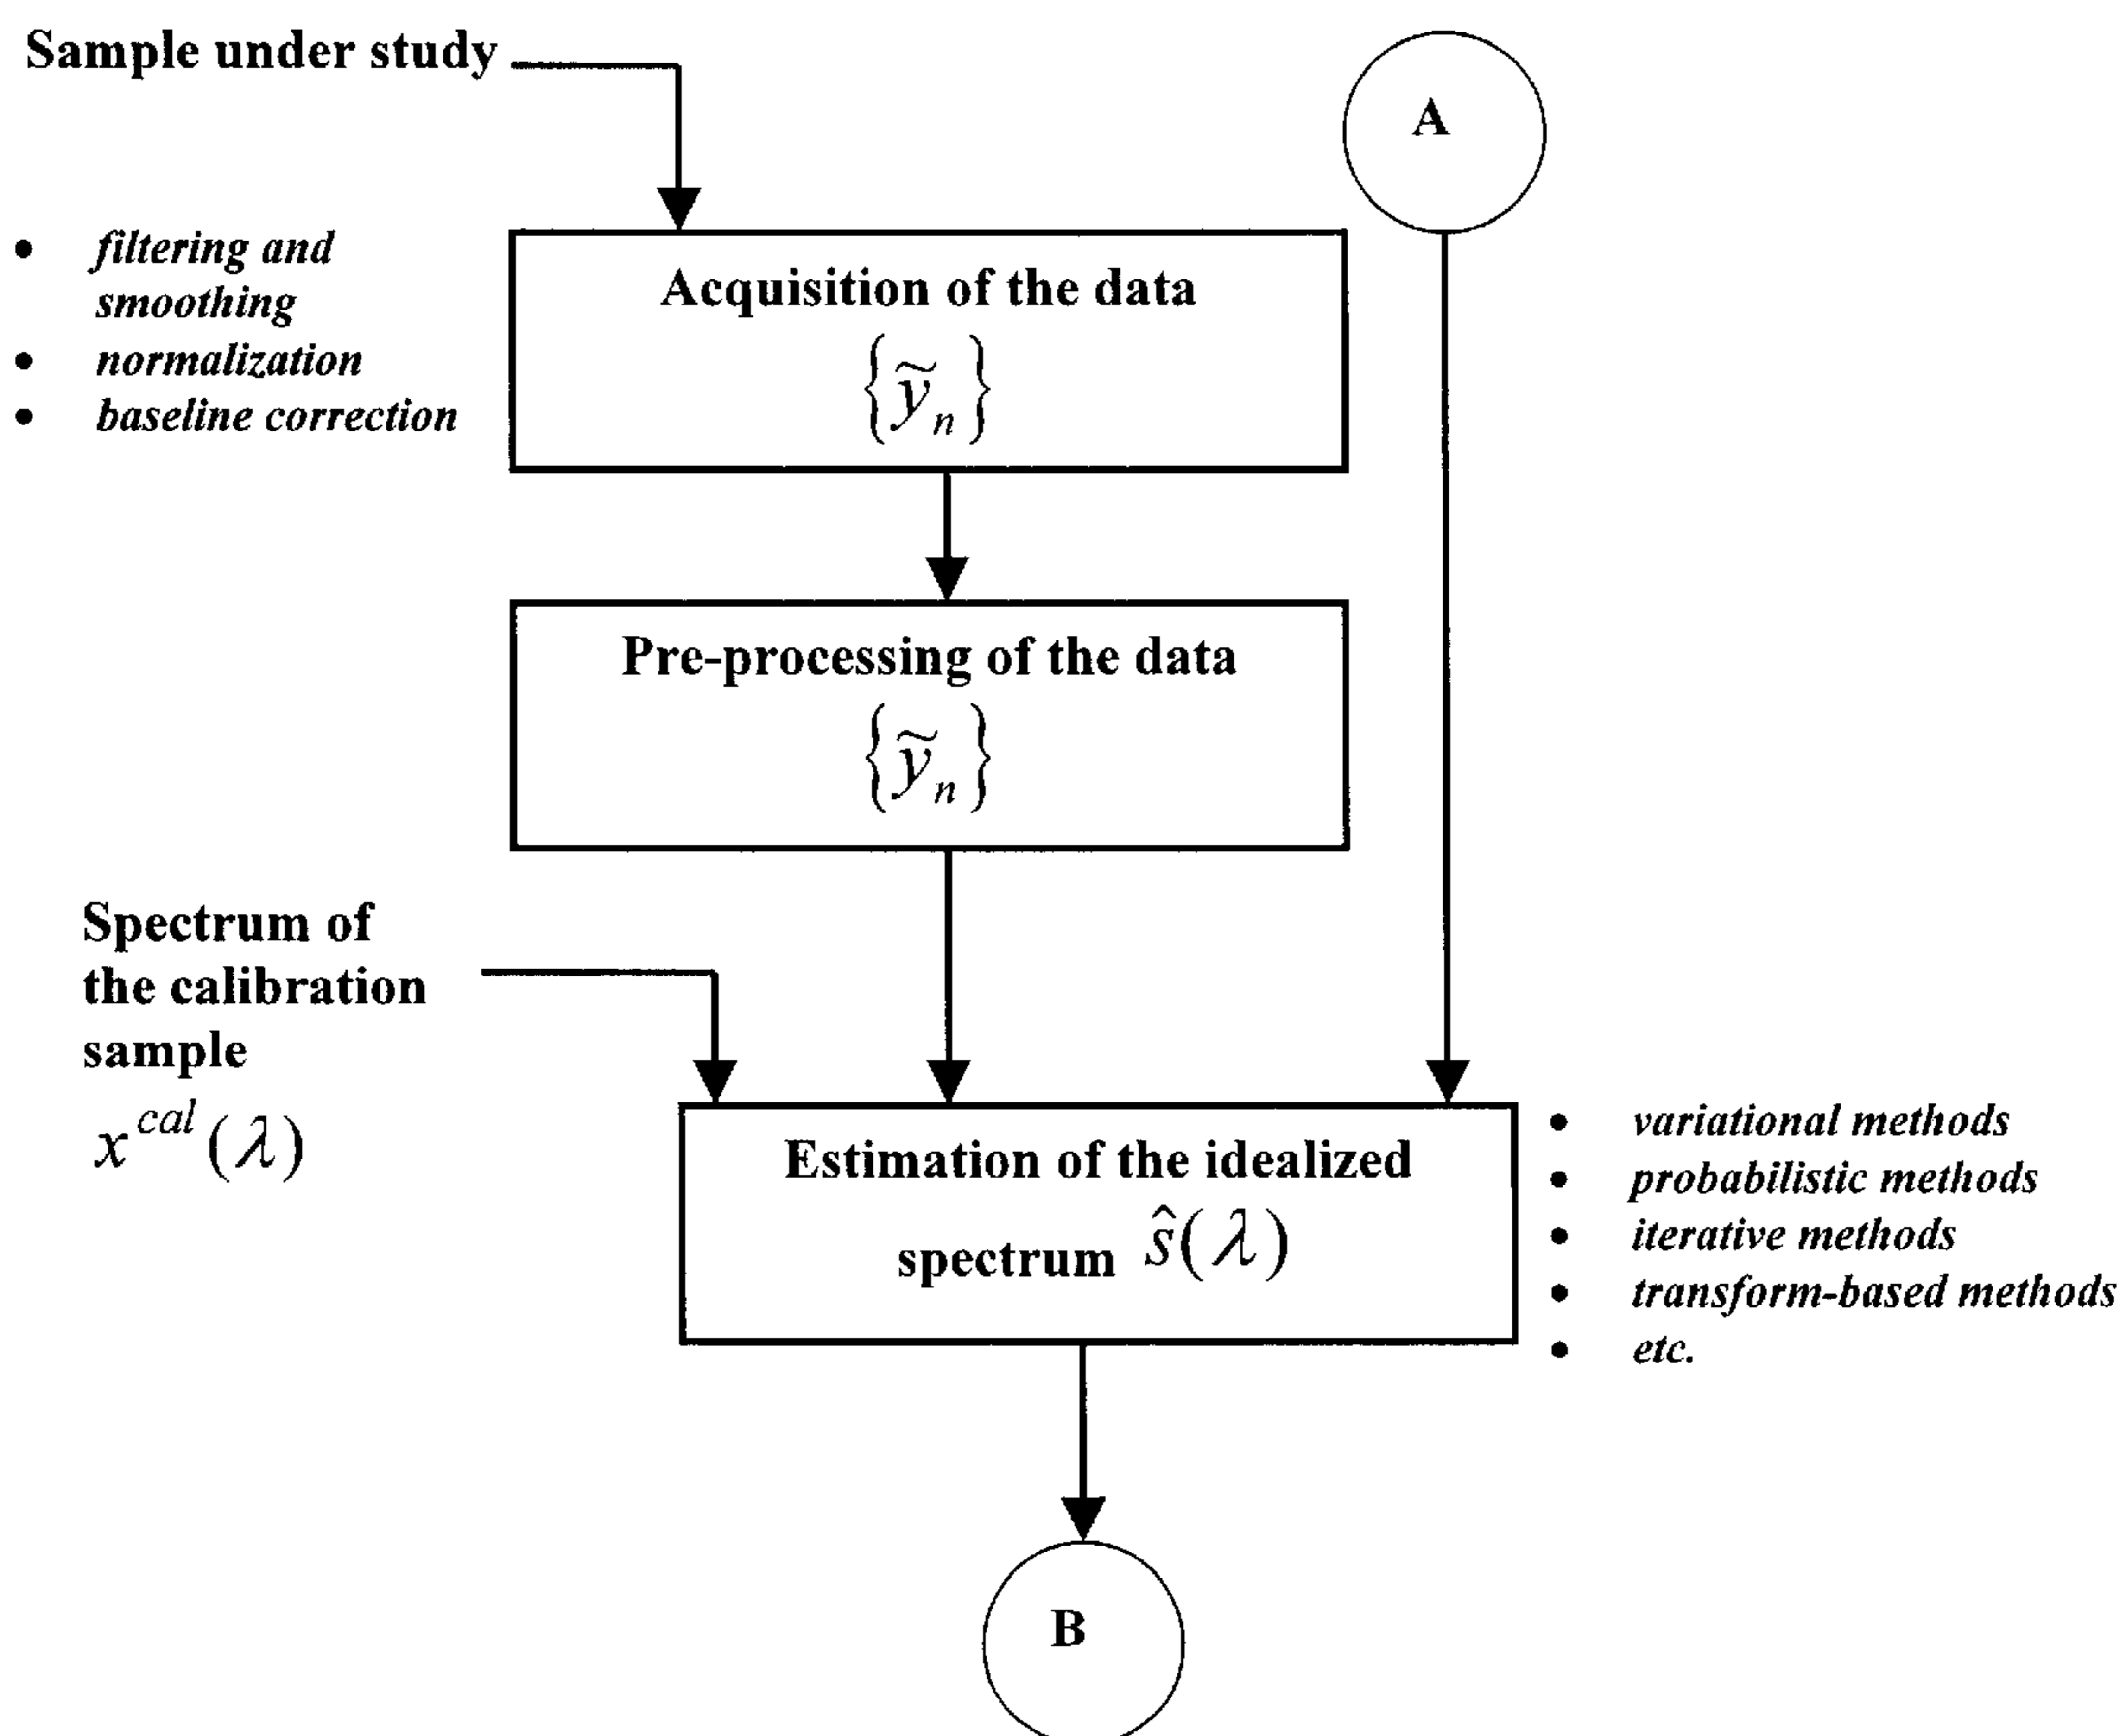 Sample under study
A
• filtering and
smoothing
• normalization
• baseline correction
Acquisition of the data
{ỹₙ}
Pre-processing of the data
{ỹₙ}
Spectrum of
the calibration
sample
x^cal(λ)
Estimation of the idealized
spectrum ŝ(λ)
• variational methods
• probabilistic methods
• iterative methods
• transform-based methods
• etc.
B